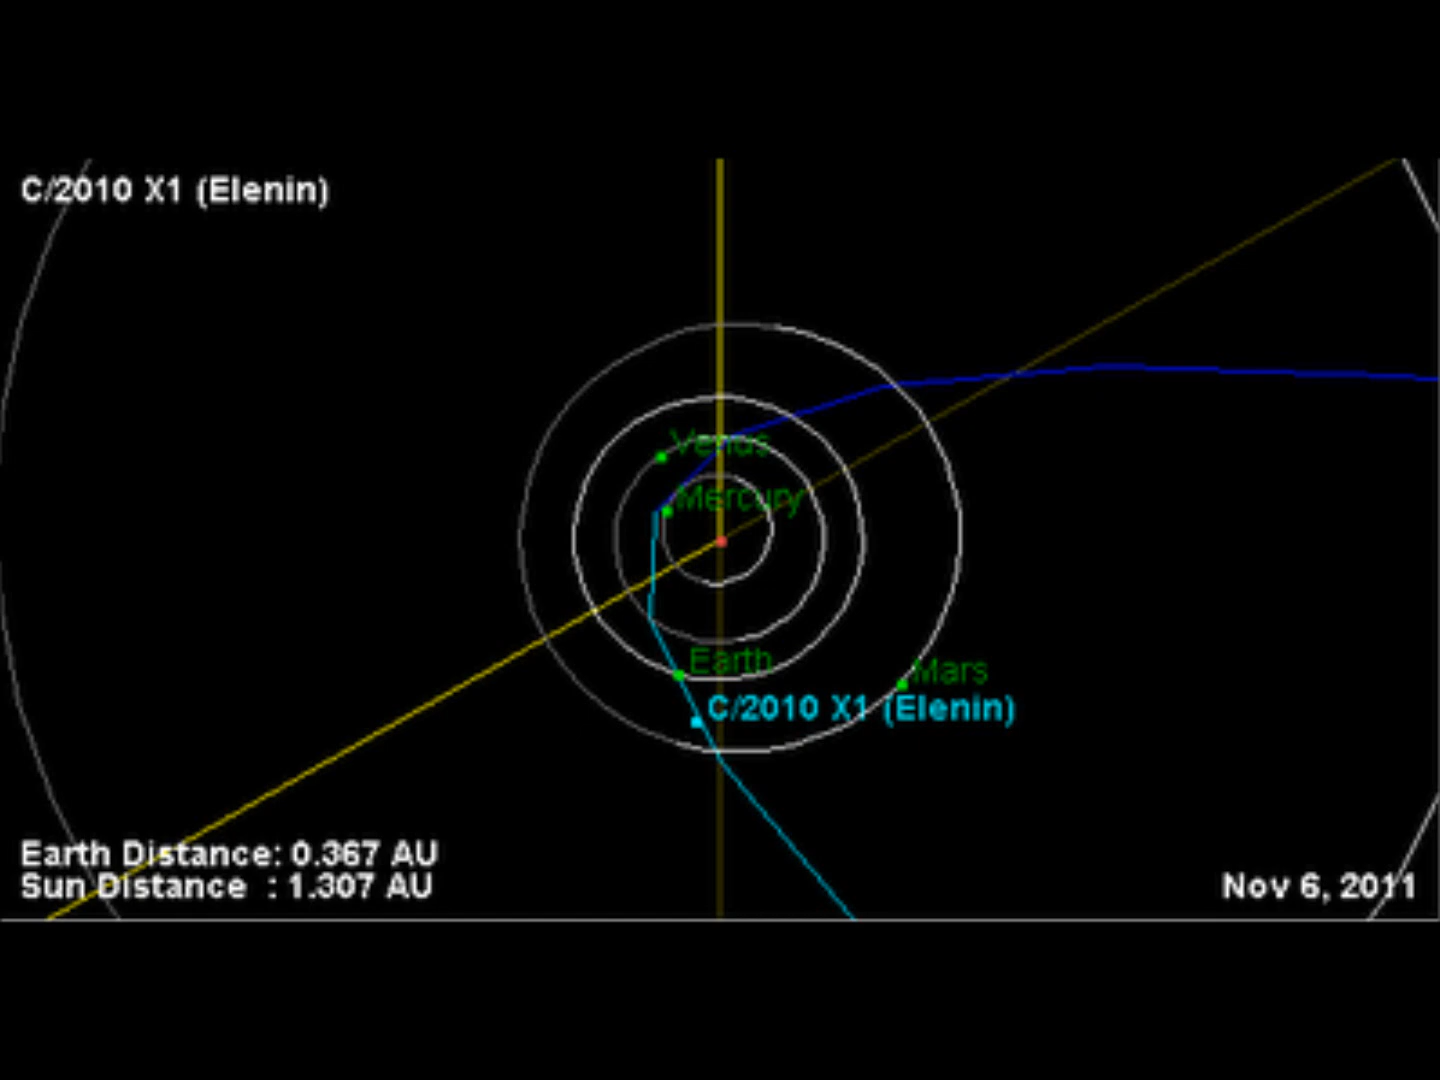 C/2010 X1 (Elenin)
Venus
Mercury
Earth
Mars
C/2010 X1 (Elenin)
Earth Distance: 0.367 AU
Sun Distance : 1.307 AU
Nov 6, 2011